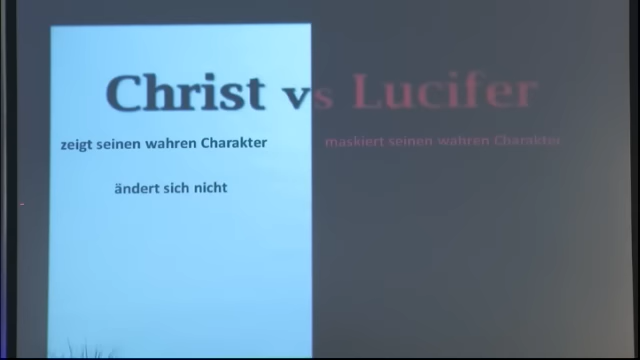 Christ vs Lucifer
zeigt seinen wahren Charakter
maskiert seinen wahren Charakter
ändert sich nicht